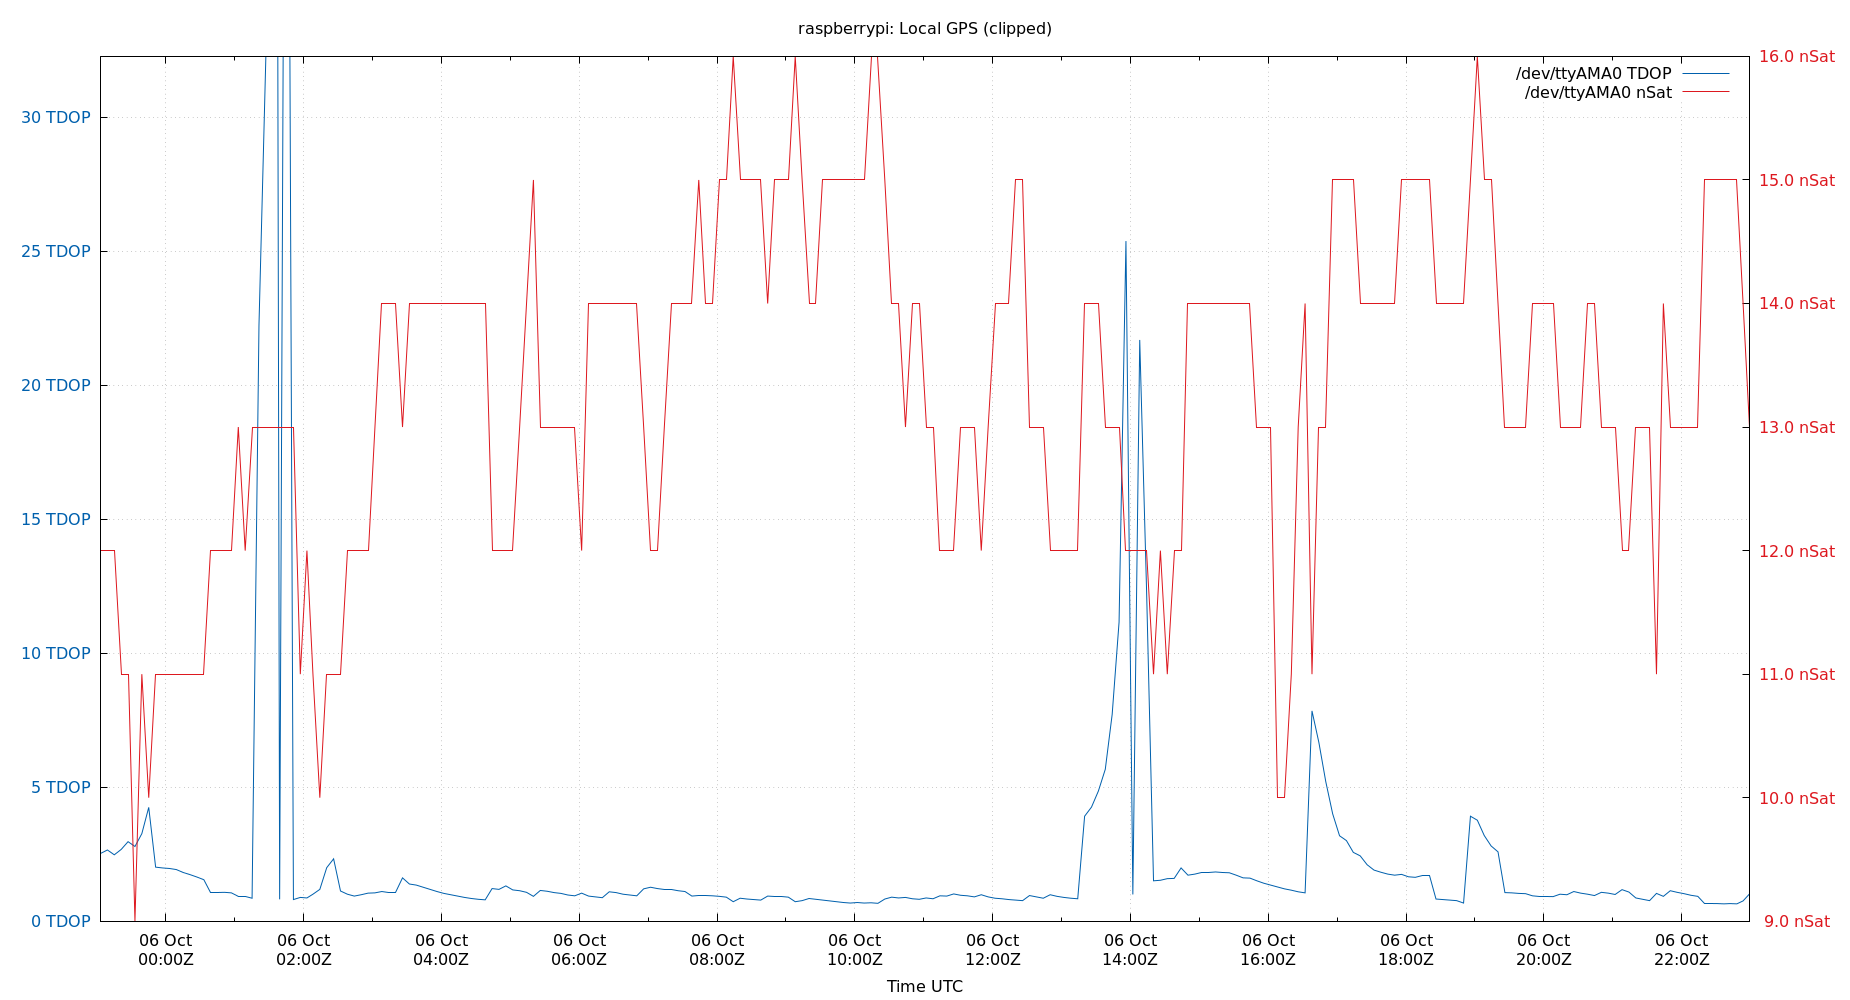 raspberrypi: Local GPS (clipped)
/dev/ttyAMA0 TDOP
/dev/ttyAMA0 nSat
30 TDOP
25 TDOP
20 TDOP
15 TDOP
10 TDOP
5 TDOP
0 TDOP
16.0 nSat
15.0 nSat
14.0 nSat
13.0 nSat
12.0 nSat
11.0 nSat
10.0 nSat
9.0 nSat
06 Oct 06 Oct 06 Oct 06 Oct 06 Oct 06 Oct 06 Oct 06 Oct 06 Oct 06 Oct 06 Oct 06 Oct
00:00Z 02:00Z 04:00Z 06:00Z 08:00Z 10:00Z 12:00Z 14:00Z 16:00Z 18:00Z 20:00Z 22:00Z
Time UTC